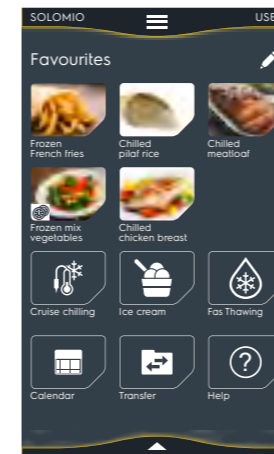 SOLOMIO USE
Favourites
Frozen
French fries
Chilled
pilaf rice
Chilled
meatloaf
Frozen mix
vegetables
Chilled
chicken breast
Cruise chilling
Ice cream
Fas Thawing
Calendar
Transfer
Help